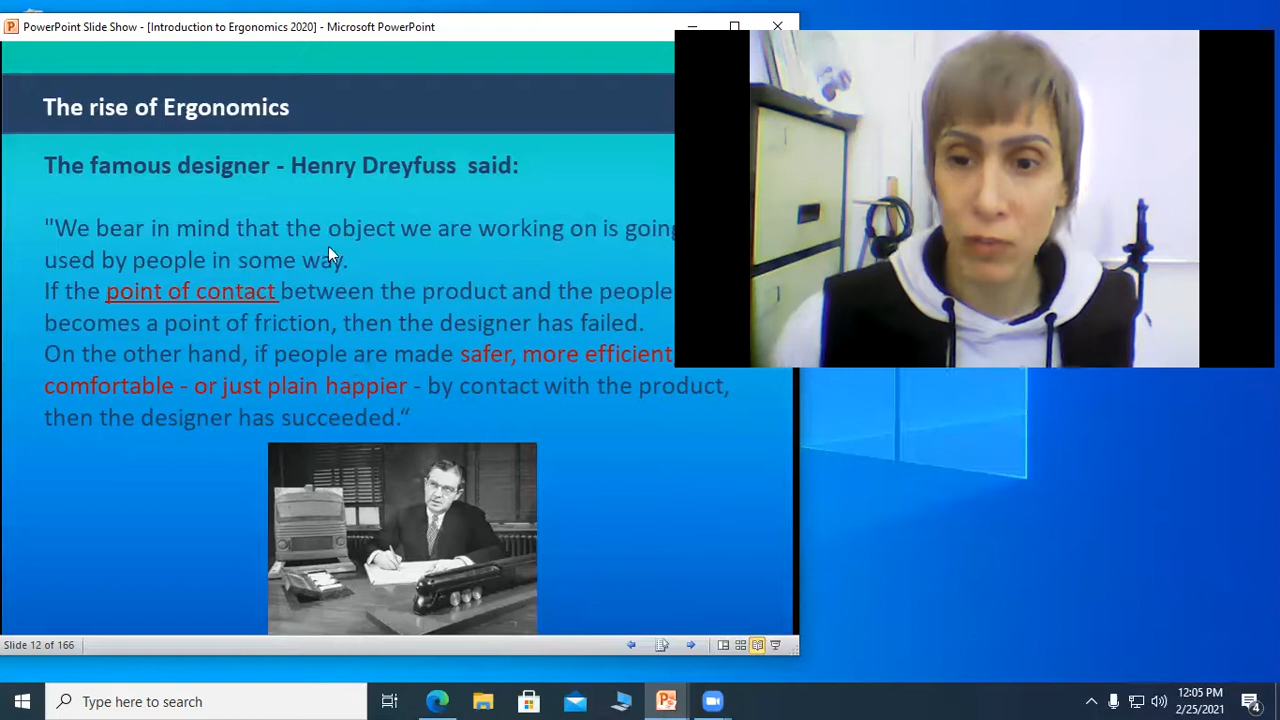 PowerPoint Slide Show - [Introduction to Ergonomics 2020] - Microsoft PowerPoint
The rise of Ergonomics
The famous designer - Henry Dreyfuss said:
"We bear in mind that the object we are working on is going
used by people in some way.
If the point of contact between the product and the people
becomes a point of friction, then the designer has failed.
On the other hand, if people are made safer, more efficient
comfortable - or just plain happier - by contact with the product,
then the designer has succeeded.“
Slide 12 of 166
Type here to search
12:05 PM
2/25/2021
4